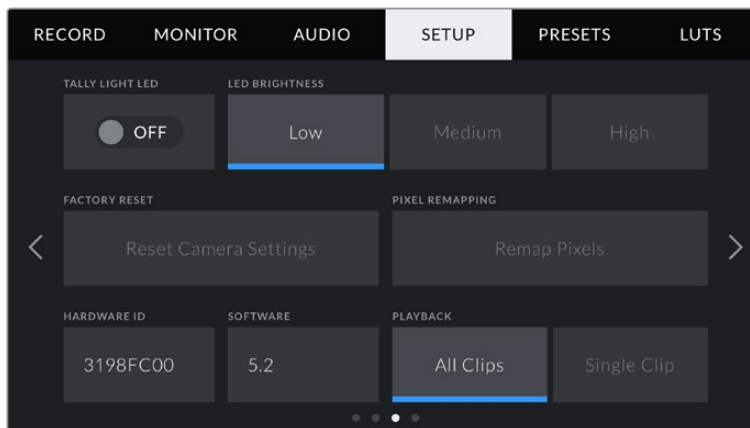 RECORD MONITOR AUDIO SETUP PRESETS LUTS
TALLY LIGHT LED LED BRIGHTNESS
OFF Low Medium High
FACTORY RESET PIXEL REMAPPING
Reset Camera Settings Remap Pixels
HARDWARE ID SOFTWARE PLAYBACK
3198FC00 5.2 All Clips Single Clip